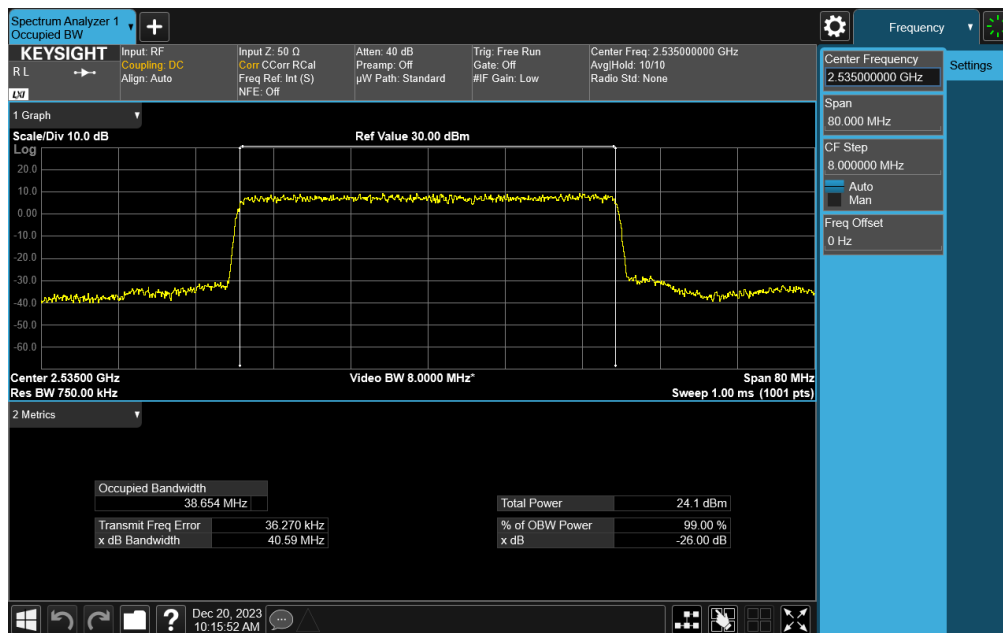 Spectrum Analyzer 1
Occupied BW
Frequency
KEYSIGHT
R L
LXI
Input: RF
Coupling: DC
Align: Auto
Input Z: 50 Ω
Corr CCorr RCal
Freq Ref: Int (S)
NFE: Off
Atten: 40 dB
Preamp: Off
µW Path: Standard
Trig: Free Run
Gate: Off
#IF Gain: Low
Center Freq: 2.535000000 GHz
Avg|Hold: 10/10
Radio Std: None
Center Frequency
2.535000000 GHz
Settings
Span
80.000 MHz
CF Step
8.000000 MHz
Auto
Man
Freq Offset
0 Hz
1 Graph
Scale/Div 10.0 dB
Ref Value 30.00 dBm
Log
20.0
10.0
0.00
-10.0
-20.0
-30.0
-40.0
-50.0
-60.0
Center 2.53500 GHz
Video BW 8.0000 MHz*
Span 80 MHz
Res BW 750.00 kHz
Sweep 1.00 ms (1001 pts)
2 Metrics
Occupied Bandwidth
38.654 MHz
Total Power 24.1 dBm
Transmit Freq Error 36.270 kHz
% of OBW Power 99.00 %
x dB Bandwidth 40.59 MHz
x dB -26.00 dB
?
Dec 20, 2023
10:15:52 AM